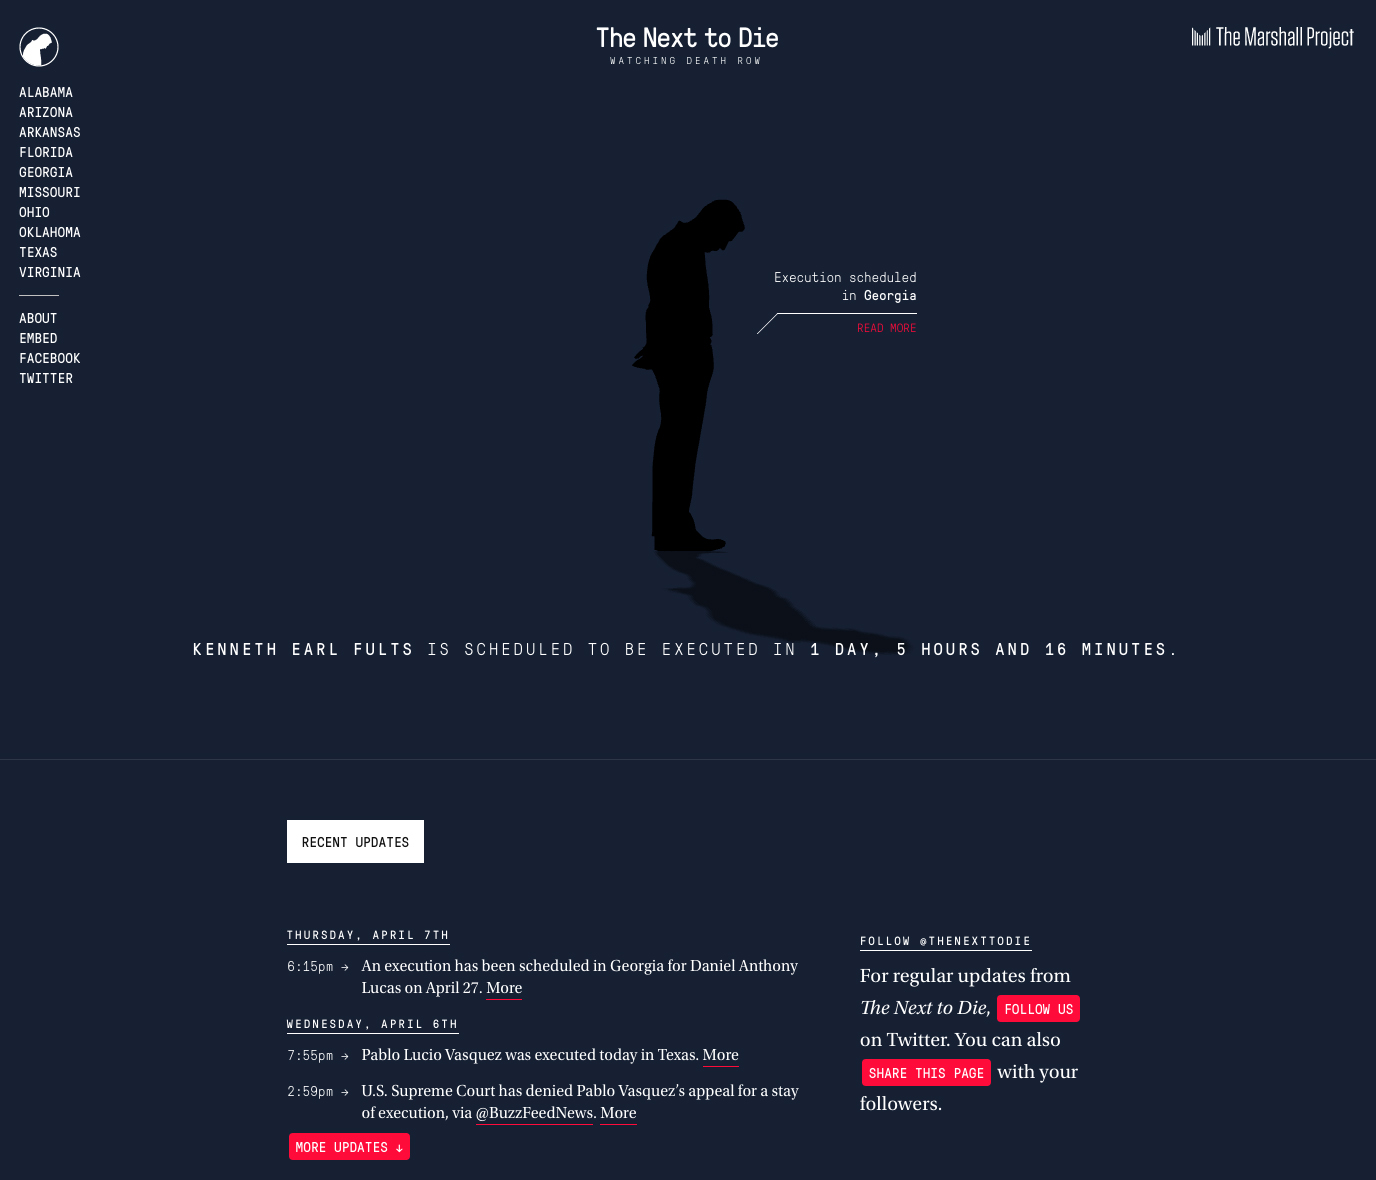 The Next to Die
WATCHING DEATH ROW
The Marshall Project
ALABAMA
ARIZONA
ARKANSAS
FLORIDA
GEORGIA
MISSOURI
OHIO
OKLAHOMA
TEXAS
VIRGINIA
ABOUT
EMBED
FACEBOOK
TWITTER
Execution scheduled
in Georgia
READ MORE
KENNETH EARL FULTS IS SCHEDULED TO BE EXECUTED IN 1 DAY, 5 HOURS AND 16 MINUTES.
RECENT UPDATES
THURSDAY, APRIL 7TH
6:15pm → An execution has been scheduled in Georgia for Daniel Anthony
Lucas on April 27. More
WEDNESDAY, APRIL 6TH
7:55pm → Pablo Lucio Vasquez was executed today in Texas. More
2:59pm → U.S. Supreme Court has denied Pablo Vasquez’s appeal for a stay
of execution, via @BuzzFeedNews. More
MORE UPDATES ↓
FOLLOW @THENEXTTODIE
For regular updates from
The Next to Die, FOLLOW US
on Twitter. You can also
SHARE THIS PAGE with your
followers.